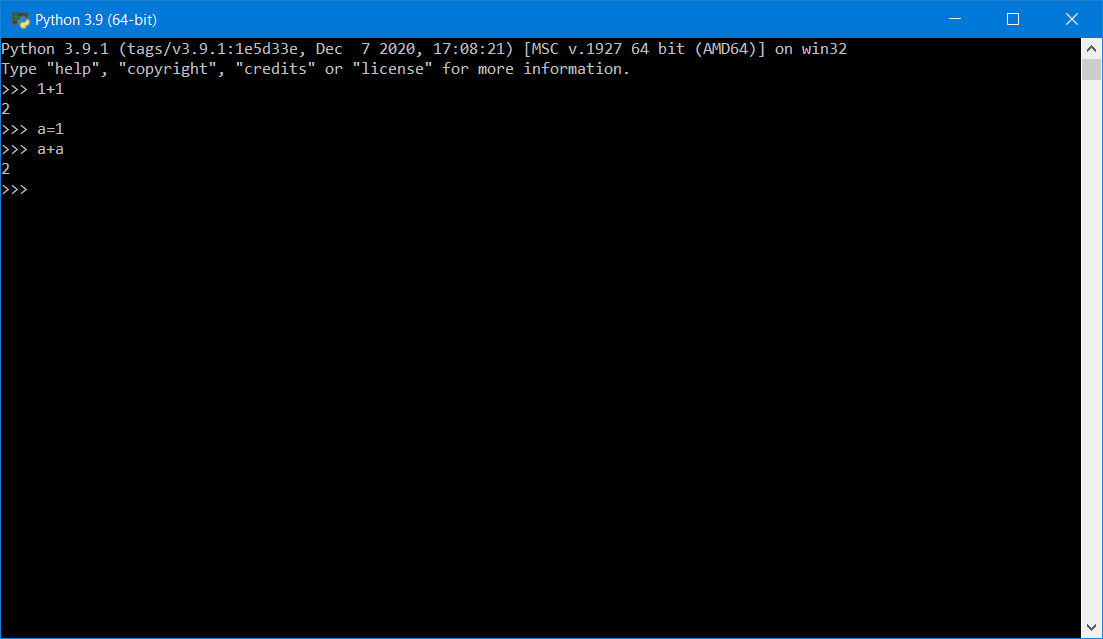 Python 3.9 (64-bit)
Python 3.9.1 (tags/v3.9.1:1e5d33e, Dec  7 2020, 17:08:21) [MSC v.1927 64 bit (AMD64)] on win32
Type "help", "copyright", "credits" or "license" for more information.
>>> 1+1
2
>>> a=1
>>> a+a
2
>>>